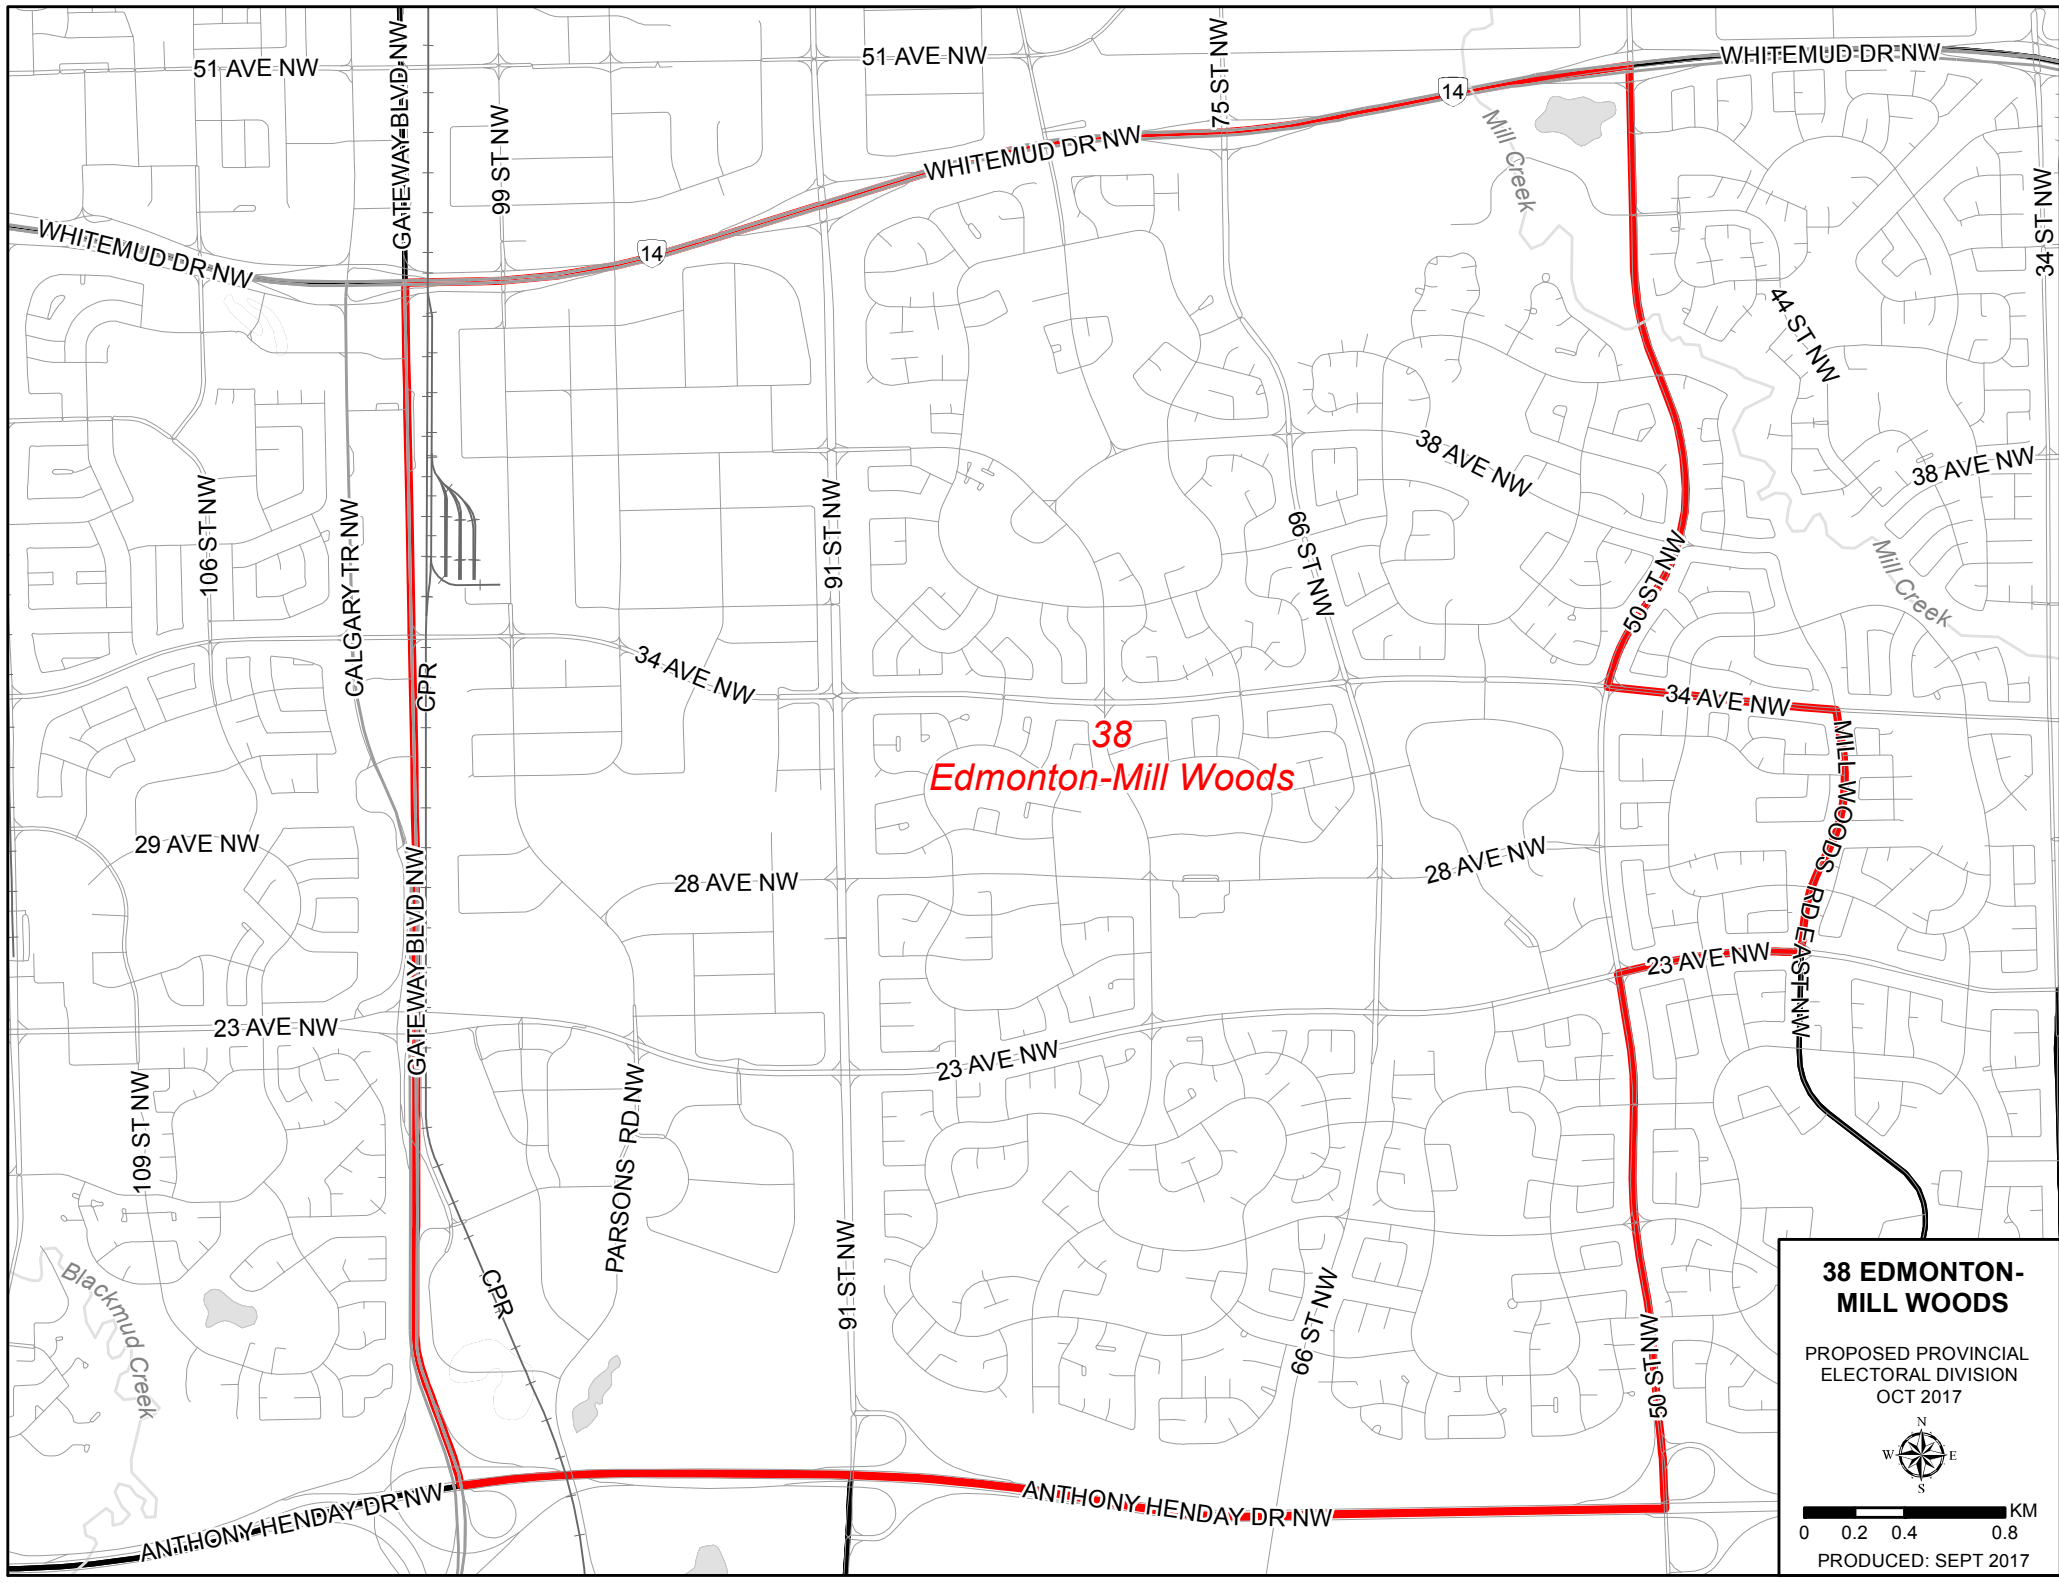 51 AVE NW
GATEWAY BLVD NW
99 ST NW
51 AVE NW
75 ST NW
WHITEMUD DR NW
14
Mill Creek
WHITEMUD DR NW
34 ST NW
WHITEMUD DR NW
14
44 ST NW
38 AVE NW
38 AVE NW
106 ST NW
CALGARY TR NW
91 ST NW
66 ST NW
50 ST NW
Mill Creek
CPR
34 AVE NW
34 AVE NW
38
Edmonton-Mill Woods
MILL WOODS RD EAST NW
29 AVE NW
28 AVE NW
28 AVE NW
GATEWAY BLVD NW
23 AVE NW
23 AVE NW
23 AVE NW
109 ST NW
PARSONS RD NW
91 ST NW
Blackmud Creek
CPR
66 ST NW
50 ST NW
ANTHONY HENDAY DR NW
ANTHONY HENDAY DR NW
38 EDMONTON-
MILL WOODS
PROPOSED PROVINCIAL
ELECTORAL DIVISION
OCT 2017
N
W E
S
KM
0 0.2 0.4 0.8
PRODUCED: SEPT 2017